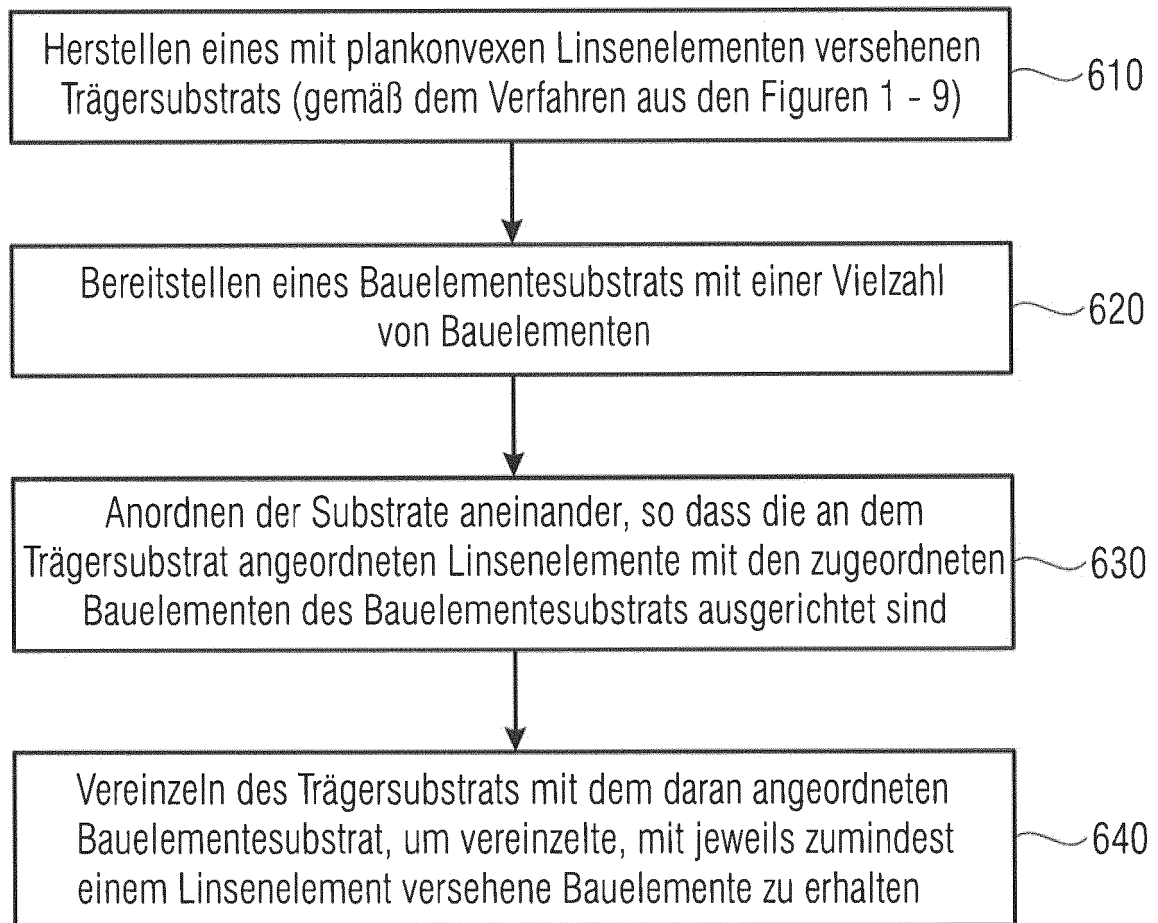 Herstellen eines mit plankonvexen Linsenelementen versehenen
Trägersubstrats (gemäß dem Verfahren aus den Figuren 1 - 9)
610
Bereitstellen eines Bauelementesubstrats mit einer Vielzahl
von Bauelementen
620
Anordnen der Substrate aneinander, so dass die an dem
Trägersubstrat angeordneten Linsenelemente mit den zugeordneten
Bauelementen des Bauelementesubstrats ausgerichtet sind
630
Vereinzeln des Trägersubstrats mit dem daran angeordneten
Bauelementesubstrat, um vereinzelte, mit jeweils zumindest
einem Linsenelement versehene Bauelemente zu erhalten
640